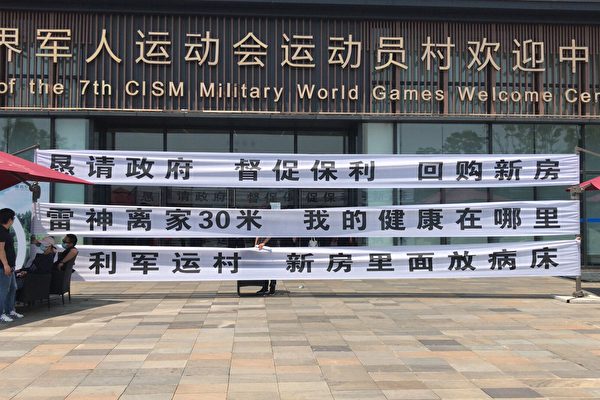 界军人运动会运动员村欢迎中
of the 7th CISM Military World Games Welcome Cen
恳请政府 督促保利 回购新房
雷神离家30米 我的健康在哪里
利军运村 新房里面放病床